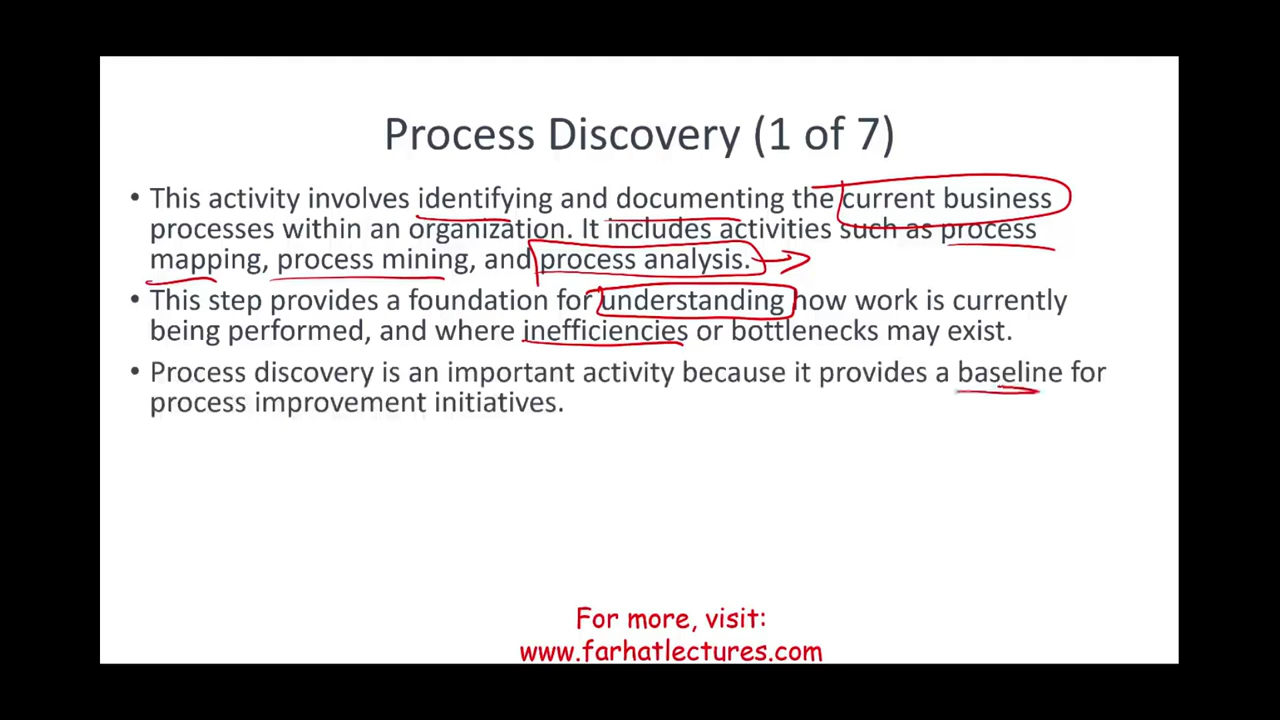 Process Discovery (1 of 7)
• This activity involves identifying and documenting the current business
processes within an organization. It includes activities such as process
mapping, process mining, and process analysis.
• This step provides a foundation for understanding how work is currently
being performed, and where inefficiencies or bottlenecks may exist.
• Process discovery is an important activity because it provides a baseline for
process improvement initiatives.
For more, visit:
www.farhatlectures.com